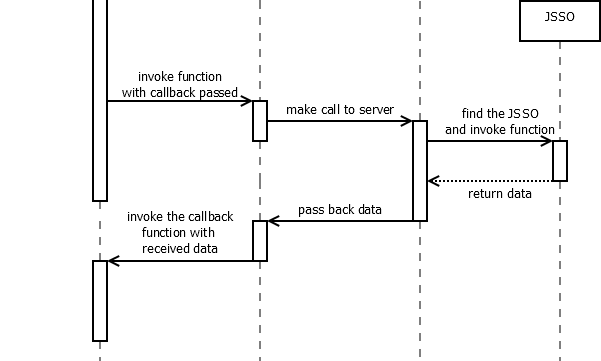 JSSO
invoke function
with callback passed
make call to server
find the JSSO
and invoke function
return data
pass back data
invoke the callback
function with
received data